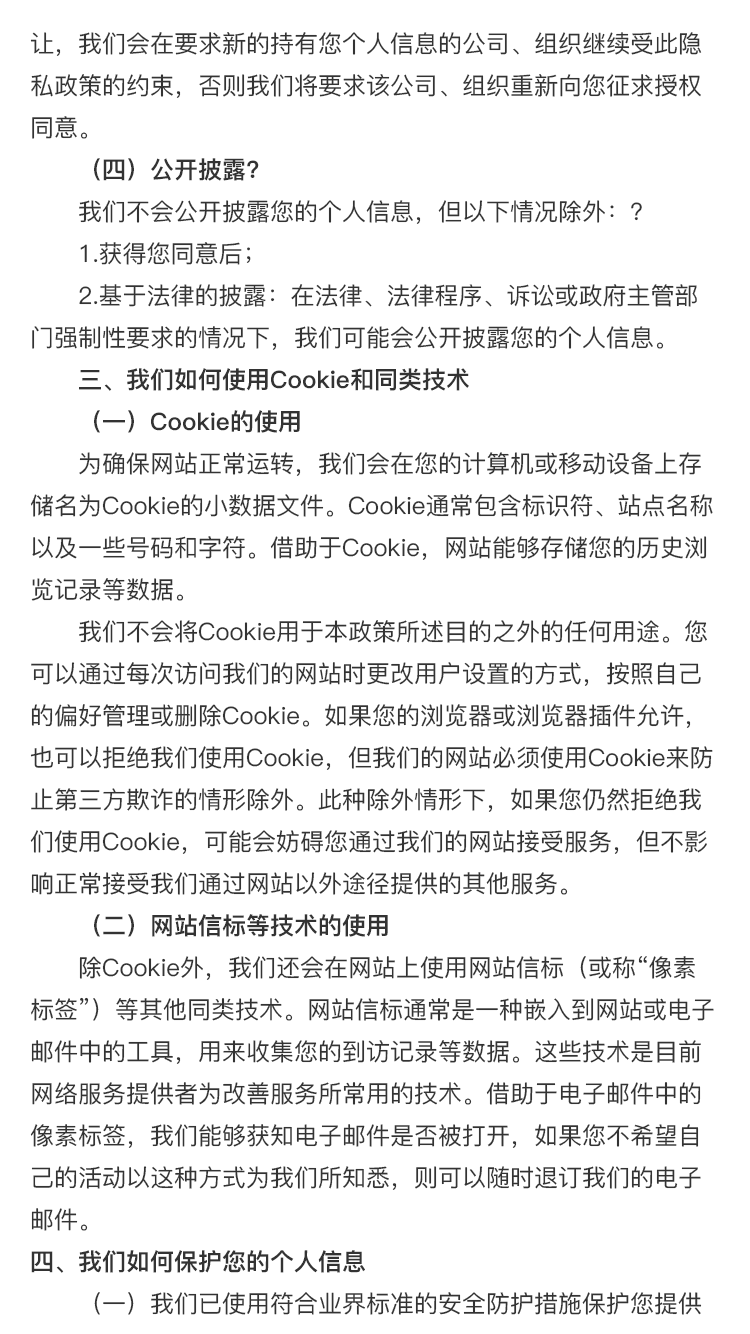 让，我们会在要求新的持有您个人信息的公司、组织继续受此隐
私政策的约束，否则我们将要求该公司、组织重新向您征求授权
同意。
（四）公开披露?
我们不会公开披露您的个人信息，但以下情况除外：?
1.获得您同意后；
2.基于法律的披露：在法律、法律程序、诉讼或政府主管部
门强制性要求的情况下，我们可能会公开披露您的个人信息。
三、我们如何使用Cookie和同类技术
（一）Cookie的使用
为确保网站正常运转，我们会在您的计算机或移动设备上存
储名为Cookie的小数据文件。Cookie通常包含标识符、站点名称
以及一些号码和字符。借助于Cookie，网站能够存储您的历史浏
览记录等数据。
我们不会将Cookie用于本政策所述目的之外的任何用途。您
可以通过每次访问我们的网站时更改用户设置的方式，按照自己
的偏好管理或删除Cookie。如果您的浏览器或浏览器插件允许，
也可以拒绝我们使用Cookie，但我们的网站必须使用Cookie来防
止第三方欺诈的情形除外。此种除外情形下，如果您仍然拒绝我
们使用Cookie，可能会妨碍您通过我们的网站接受服务，但不影
响正常接受我们通过网站以外途径提供的其他服务。
（二）网站信标等技术的使用
除Cookie外，我们还会在网站上使用网站信标（或称“像素
标签”）等其他同类技术。网站信标通常是一种嵌入到网站或电子
邮件中的工具，用来收集您的到访记录等数据。这些技术是目前
网络服务提供者为改善服务所常用的技术。借助于电子邮件中的
像素标签，我们能够获知电子邮件是否被打开，如果您不希望自
己的活动以这种方式为我们所知悉，则可以随时退订我们的电子
邮件。
四、我们如何保护您的个人信息
（一）我们已使用符合业界标准的安全防护措施保护您提供